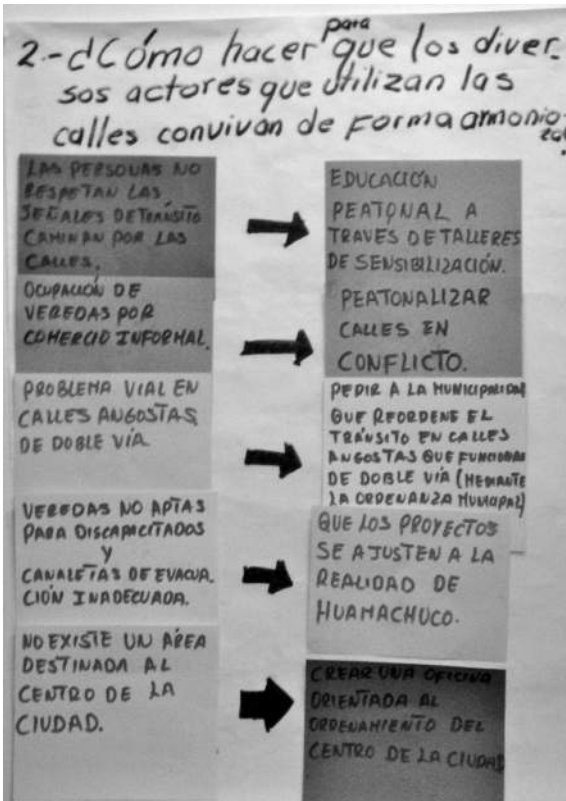 2.-¿Cómo hacer para que los diver-
sos actores que utilizan las
calles convivan de Forma armonio-
za.
LAS PERSONAS NO
RESPETAN LAS
SEÑALES DE TRÁNSITO
CAMINAN POR LAS
CALLES.
EDUCACIÓN
PEATONAL A
TRAVES DE TALLERES
DE SENSIBILIZACIÓN.
OCUPACIÓN DE
VEREDAS POR
COMERCIO INFORMAL.
PEATONALIZAR
CALLES EN
CONFLICTO.
PROBLEMA VIAL EN
CALLES ANGOSTAS
DE DOBLE VÍA
PEDIR A LA MUNICIPALIDAD
QUE REORDENE EL
TRÁNSITO EN CALLES
ANGOSTAS QUE FUNCIONAN
DE DOBLE VÍA (MEDIANTE
LA ORDENANZA MUNICIPAL)
VEREDAS NO APTAS
PARA DISCAPACITADOS
Y
CANALETAS DE EVACUA-
CIÓN INADECUADA.
QUE LOS PROYECTOS
SE AJUSTEN A LA
REALIDAD DE
HUAMACHUCO.
NO EXISTE UN ÁREA
DESTINADA AL
CENTRO DE LA
CIUDAD.
CREAR UNA OFICINA
ORIENTADA AL
ORDENAMIENTO DEL
CENTRO DE LA CIUDAD